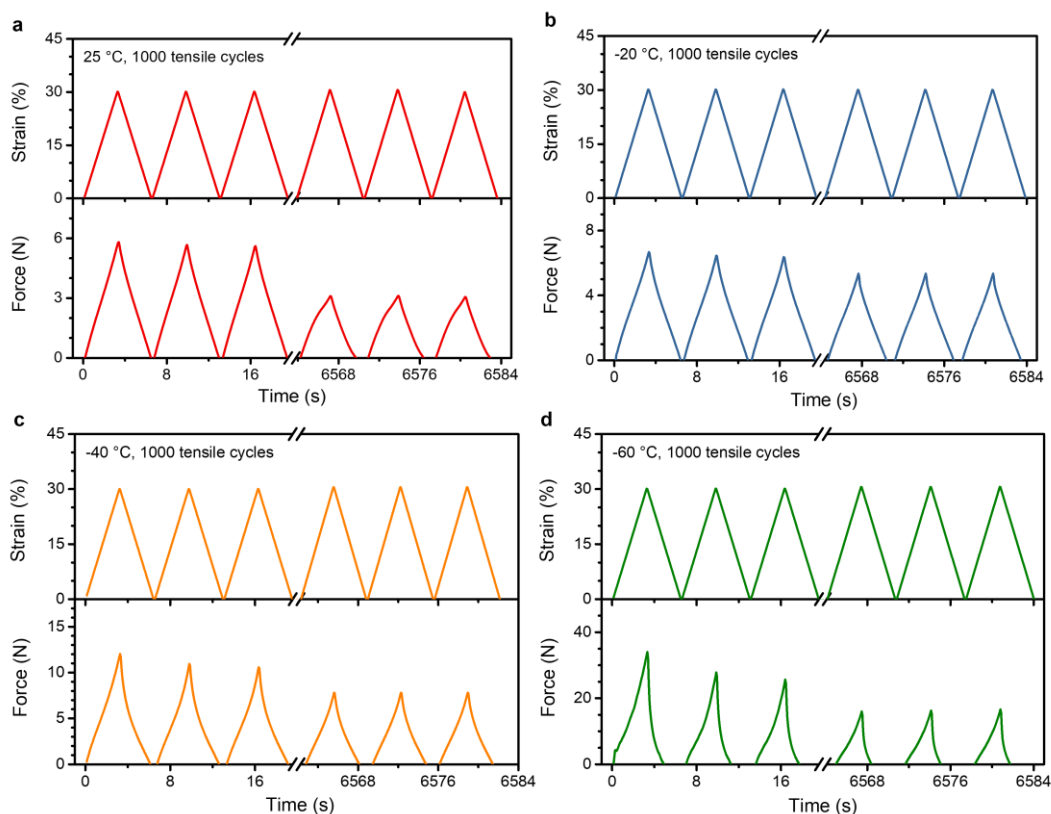 a
25 °C, 1000 tensile cycles
45
30
15
0
Strain (%)
6
3
0
Force (N)
0 8 16 6568 6576 6584
Time (s)
b
-20 °C, 1000 tensile cycles
45
30
15
0
Strain (%)
8
4
0
Force (N)
0 8 16 6568 6576 6584
Time (s)
c
-40 °C, 1000 tensile cycles
45
30
15
0
Strain (%)
15
10
5
0
Force (N)
0 8 16 6568 6576 6584
Time (s)
d
-60 °C, 1000 tensile cycles
45
30
15
0
Strain (%)
40
20
0
Force (N)
0 8 16 6568 6576 6584
Time (s)